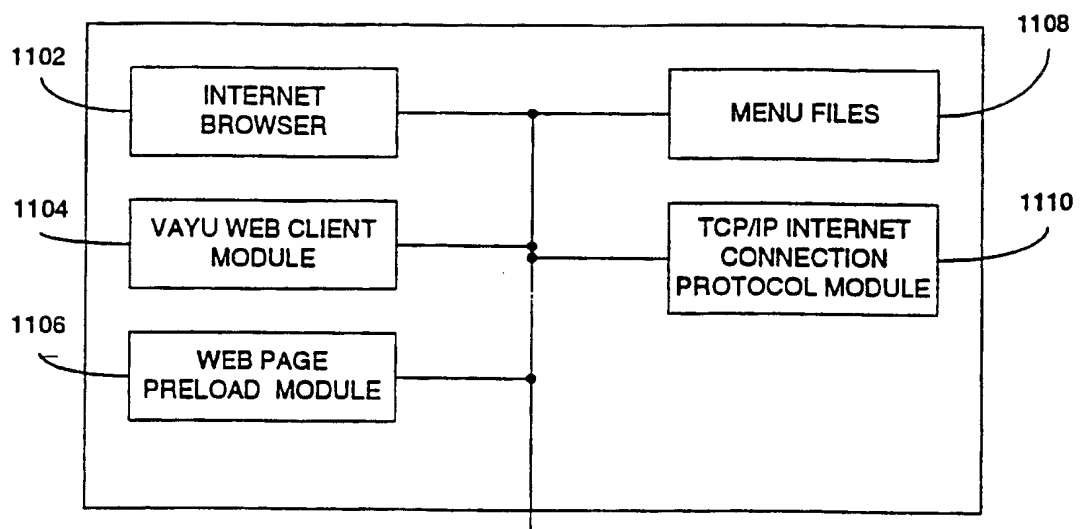 1102
INTERNET
BROWSER
1104
VAYU WEB CLIENT
MODULE
1106
WEB PAGE
PRELOAD MODULE
1108
MENU FILES
1110
TCP/IP INTERNET
CONNECTION
PROTOCOL MODULE